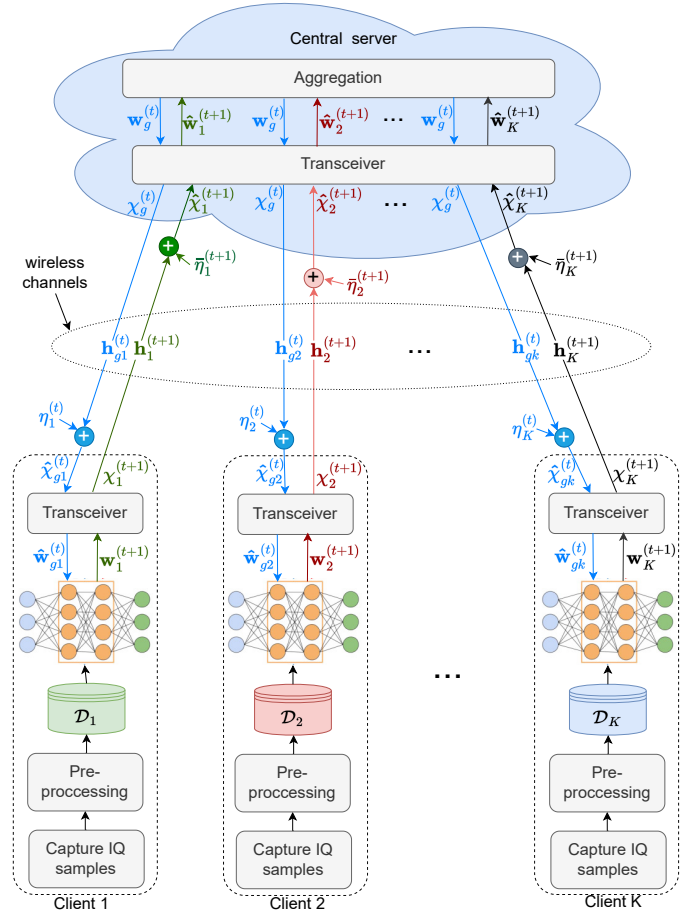 Central server
Aggregation
𝐰_g^(t) 𝐰̂_1^(t+1) 𝐰_g^(t) 𝐰̂_2^(t+1) ... 𝐰_g^(t) 𝐰̂_K^(t+1)
Transceiver
χ_g^(t) χ̂_1^(t+1) χ_g^(t) χ̂_2^(t+1) ... χ_g^(t) χ̂_K^(t+1)
+ η̄_1^(t+1) + η̄_2^(t+1) + η̄_K^(t+1)
wireless
channels
𝐡_g1^(t) 𝐡_1^(t+1) 𝐡_g2^(t) 𝐡_2^(t+1) ... 𝐡_gk^(t) 𝐡_K^(t+1)
η_1^(t) + η_2^(t) + η_K^(t) +
χ̂_g1^(t) χ_1^(t+1) χ̂_g2^(t) χ_2^(t+1) χ̂_gk^(t) χ_K^(t+1)
Transceiver Transceiver Transceiver
𝐰̂_g1^(t) 𝐰_1^(t+1) 𝐰̂_g2^(t) 𝐰_2^(t+1) 𝐰̂_gk^(t) 𝐰_K^(t+1)
...
𝒟_1 𝒟_2 𝒟_K
Pre-
proccessing
Pre-
proccessing
Pre-
proccessing
Capture IQ
samples
Capture IQ
samples
Capture IQ
samples
Client 1 Client 2 Client K